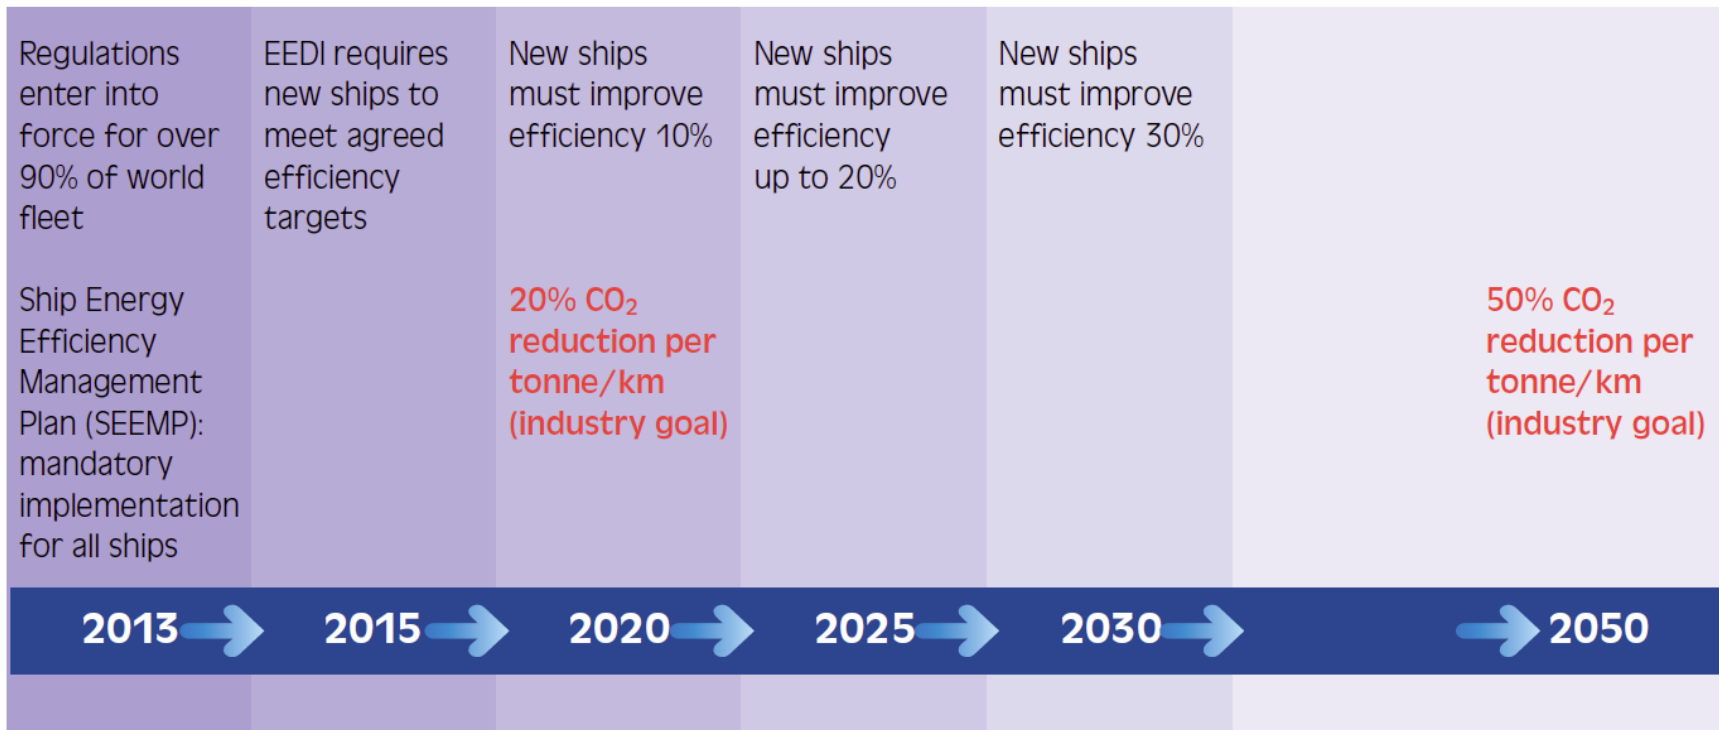 Regulations
enter into
force for over
90% of world
fleet
Ship Energy
Efficiency
Management
Plan (SEEMP):
mandatory
implementation
for all ships
EEDI requires
new ships to
meet agreed
efficiency
targets
New ships
must improve
efficiency 10%
20% CO₂
reduction per
tonne/km
(industry goal)
New ships
must improve
efficiency
up to 20%
New ships
must improve
efficiency 30%
50% CO₂
reduction per
tonne/km
(industry goal)
2013 2015 2020 2025 2030 2050